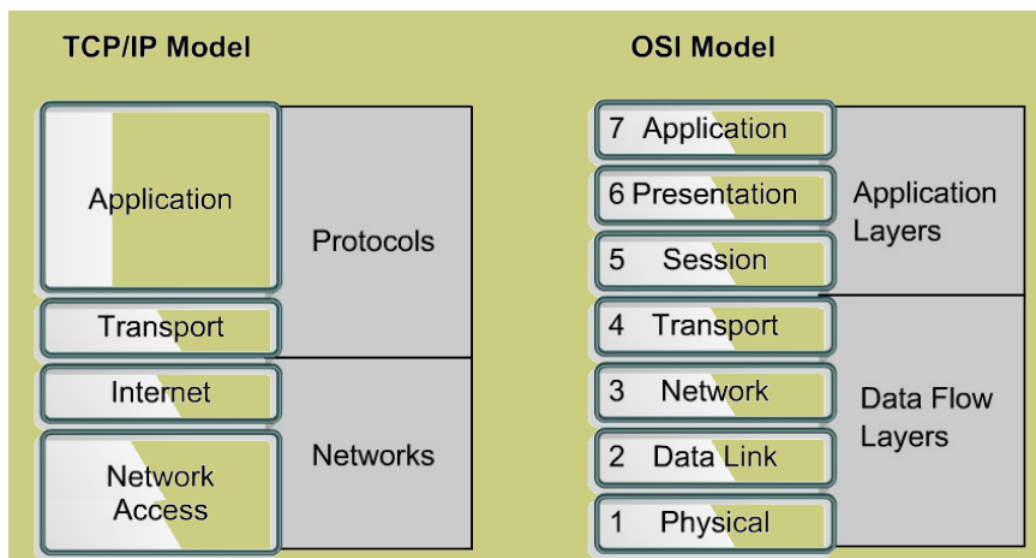 TCP/IP Model
Application
Transport
Internet
Network
Access
Protocols
Networks
OSI Model
7 Application
6 Presentation
5 Session
4 Transport
3 Network
2 Data Link
1 Physical
Application
Layers
Data Flow
Layers